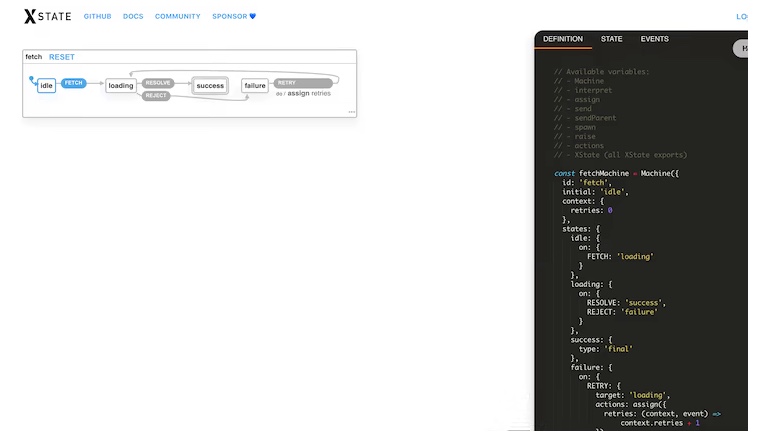 XSTATE GITHUB DOCS COMMUNITY SPONSOR 💙
fetch RESET
idle FETCH loading RESOLVE success failure RETRY
REJECT
do / assign retries
DEFINITION STATE EVENTS
// Available variables:
// - Machine
// - interpret
// - assign
// - send
// - sendParent
// - spawn
// - raise
// - actions
// - XState (all XState exports)
const fetchMachine = Machine({
id: 'fetch',
initial: 'idle',
context: {
retries: 0
},
states: {
idle: {
on: {
FETCH: 'loading'
}
},
loading: {
on: {
RESOLVE: 'success',
REJECT: 'failure'
}
},
success: {
type: 'final'
},
failure: {
on: {
RETRY: {
target: 'loading',
actions: assign({
retries: (context, event) =>
context.retries + 1